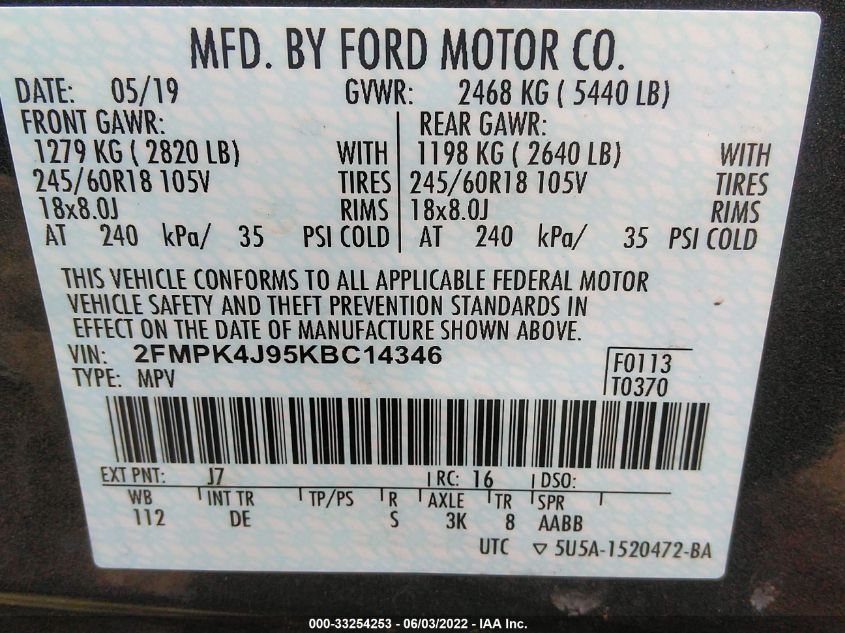 MFD. BY FORD MOTOR CO.
DATE: 05/19 GVWR: 2468 KG ( 5440 LB)
FRONT GAWR: REAR GAWR:
1279 KG ( 2820 LB) WITH 1198 KG ( 2640 LB) WITH
245/60R18 105V TIRES 245/60R18 105V TIRES
18x8.0J RIMS 18x8.0J RIMS
AT 240 kPa/ 35 PSI COLD AT 240 kPa/ 35 PSI COLD
THIS VEHICLE CONFORMS TO ALL APPLICABLE FEDERAL MOTOR
VEHICLE SAFETY AND THEFT PREVENTION STANDARDS IN
EFFECT ON THE DATE OF MANUFACTURE SHOWN ABOVE.
VIN: 2FMPK4J95KBC14346 F0113
TYPE: MPV T0370
EXT PNT: J7 RC: 16 DSO:
WB INT TR TP/PS R AXLE TR SPR
112 DE S 3K 8 AABB
UTC ▽ 5U5A-1520472-BA
000-33254253 - 06/03/2022 - IAA Inc.